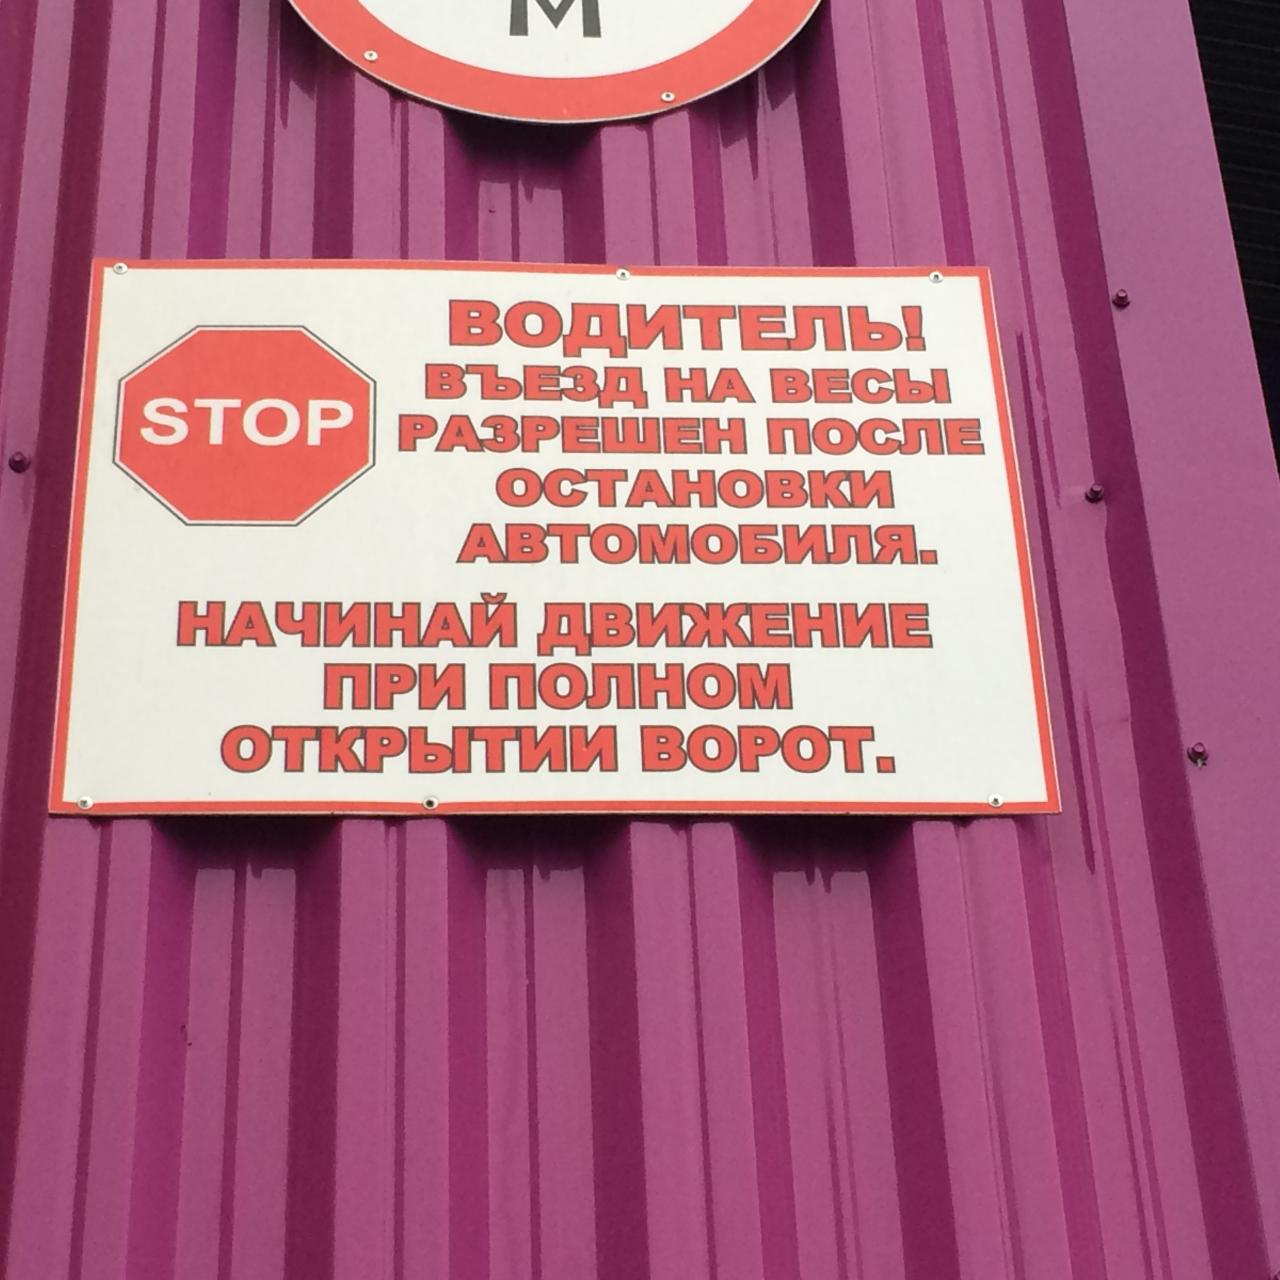 М
ВОДИТЕЛЬ!
ВЪЕЗД НА ВЕСЫ
РАЗРЕШЕН ПОСЛЕ
ОСТАНОВКИ
АВТОМОБИЛЯ.
STOP
НАЧИНАЙ ДВИЖЕНИЕ
ПРИ ПОЛНОМ
ОТКРЫТИИ ВОРОТ.